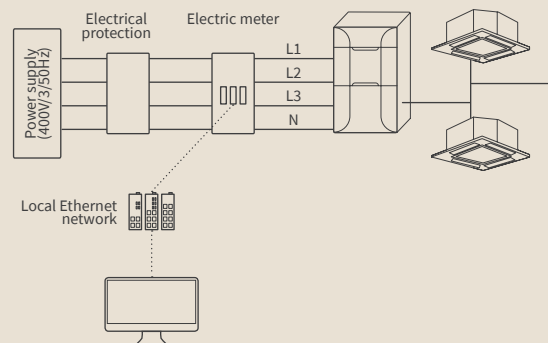 Electrical
protection
Electric meter
Power supply
(400V/3/50Hz)
L1
L2
L3
N
Local Ethernet
network